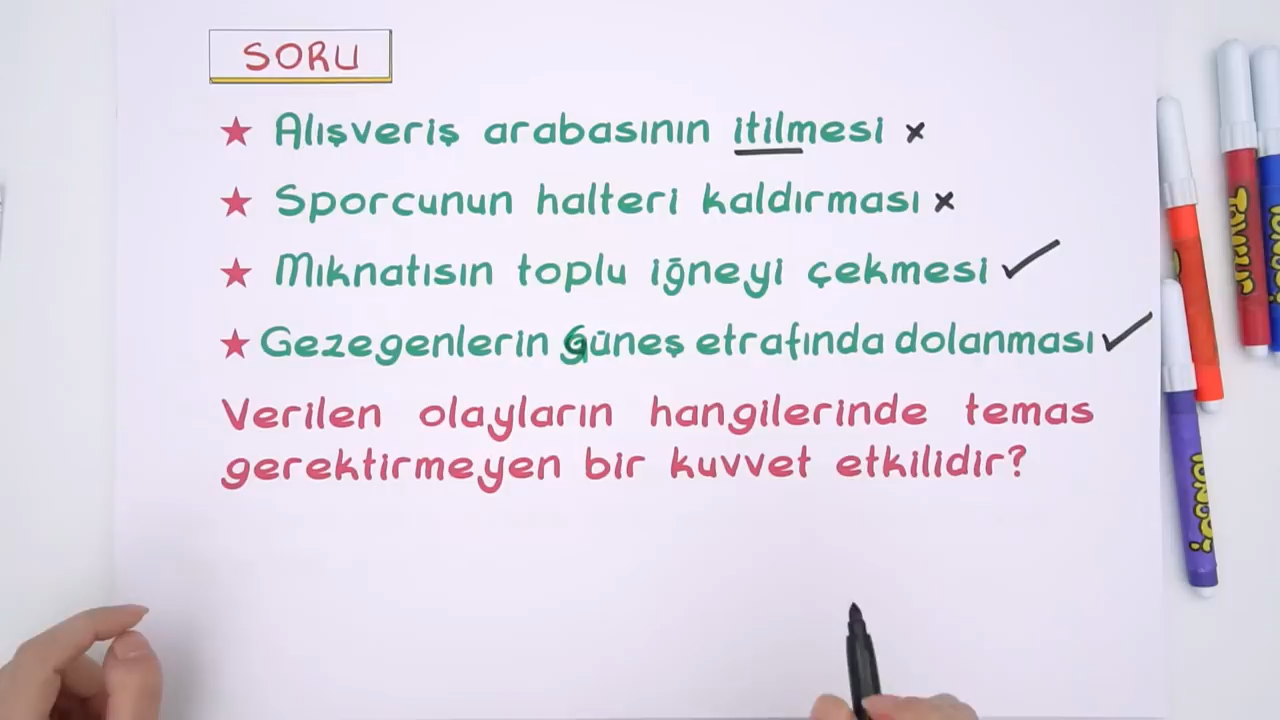 SORU
★ Alışveriş arabasının itilmesi x
★ Sporcunun halteri kaldırması x
★ Mıknatısın toplu iğneyi çekmesi ✓
★ Gezegenlerin Güneş etrafında dolanması ✓
Verilen olayların hangilerinde temas
gerektirmeyen bir kuvvet etkilidir?